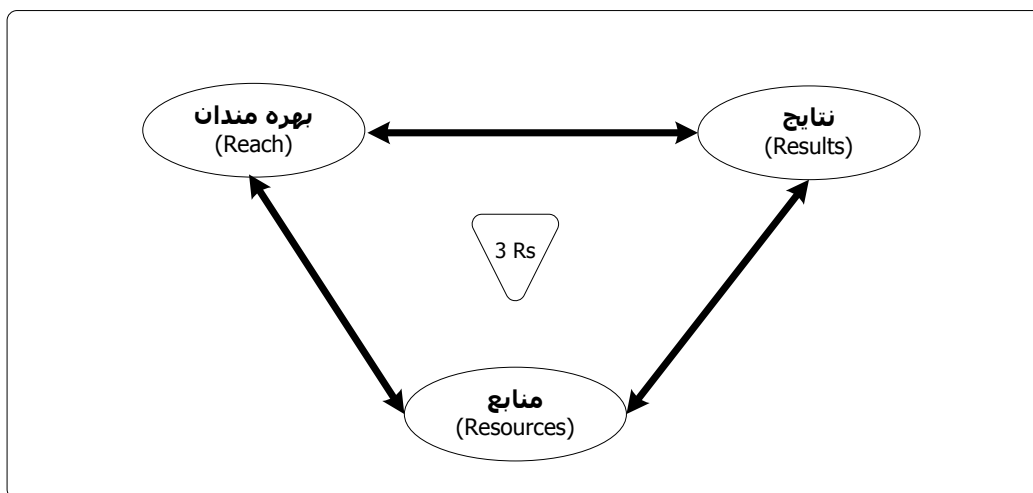 بهره مندان
(Reach)
نتایج
(Results)
3 Rs
منابع
(Resources)